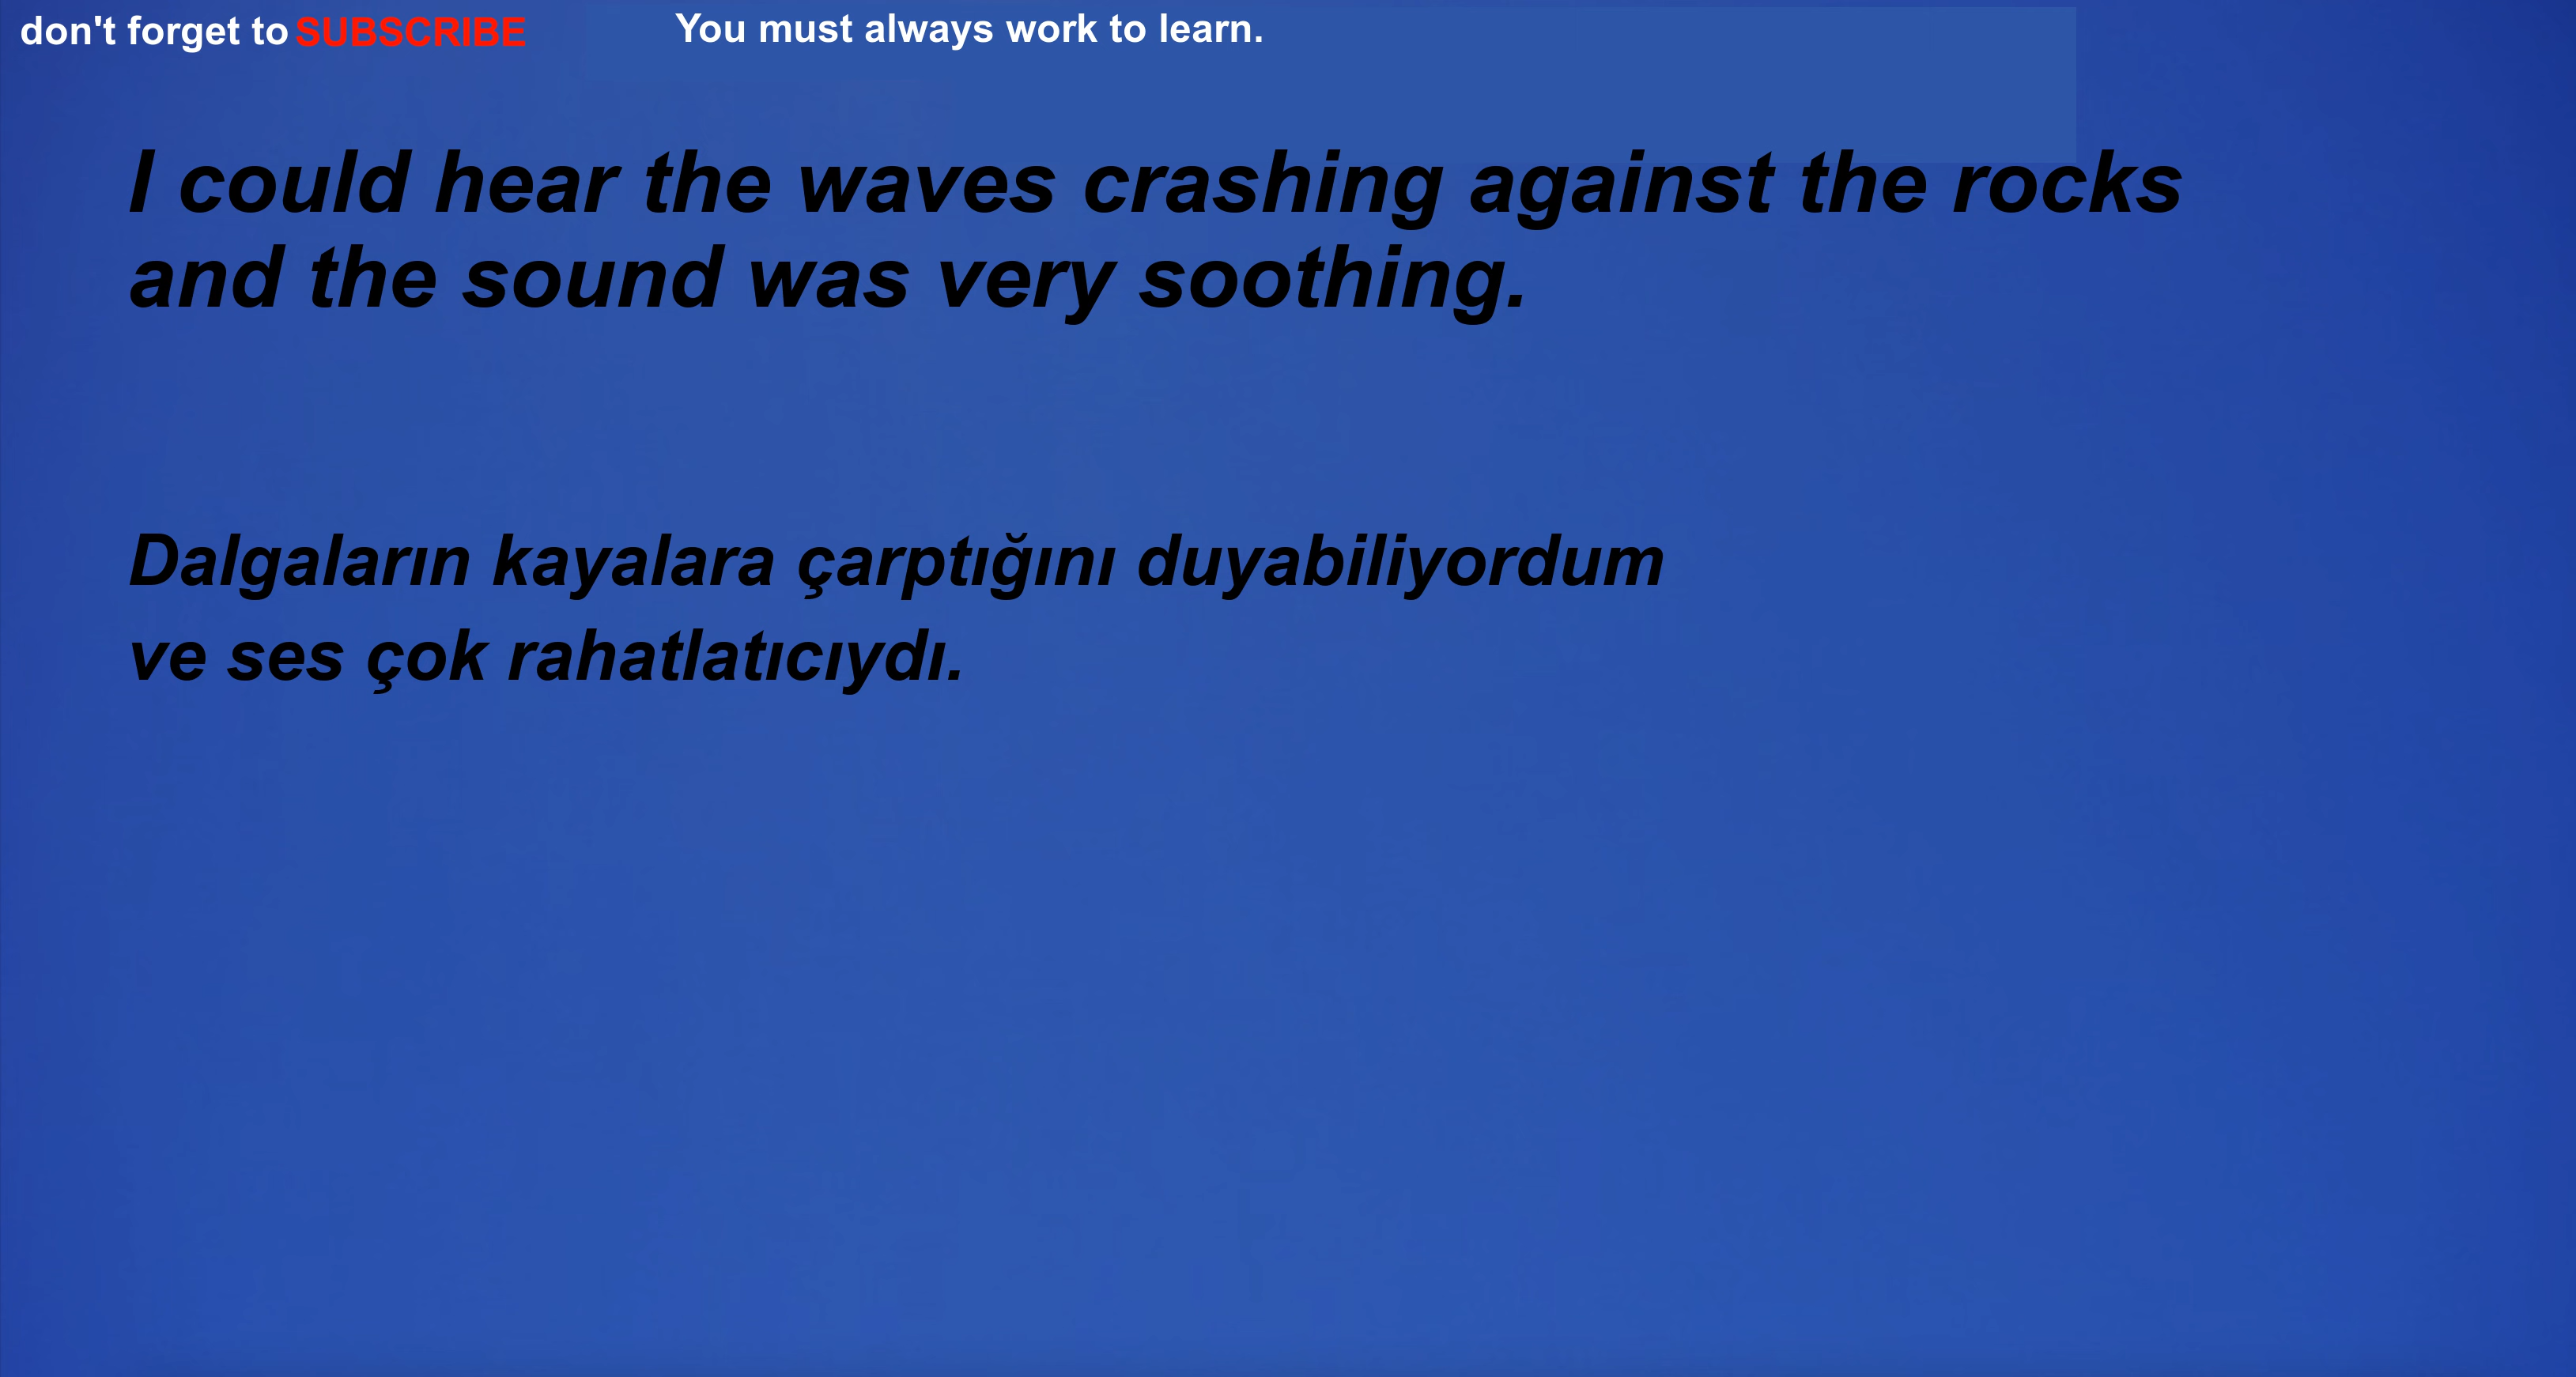 don't forget to SUBSCRIBE
You must always work to learn.
I could hear the waves crashing against the rocks
and the sound was very soothing.
Dalgaların kayalara çarptığını duyabiliyordum
ve ses çok rahatlatıcıydı.